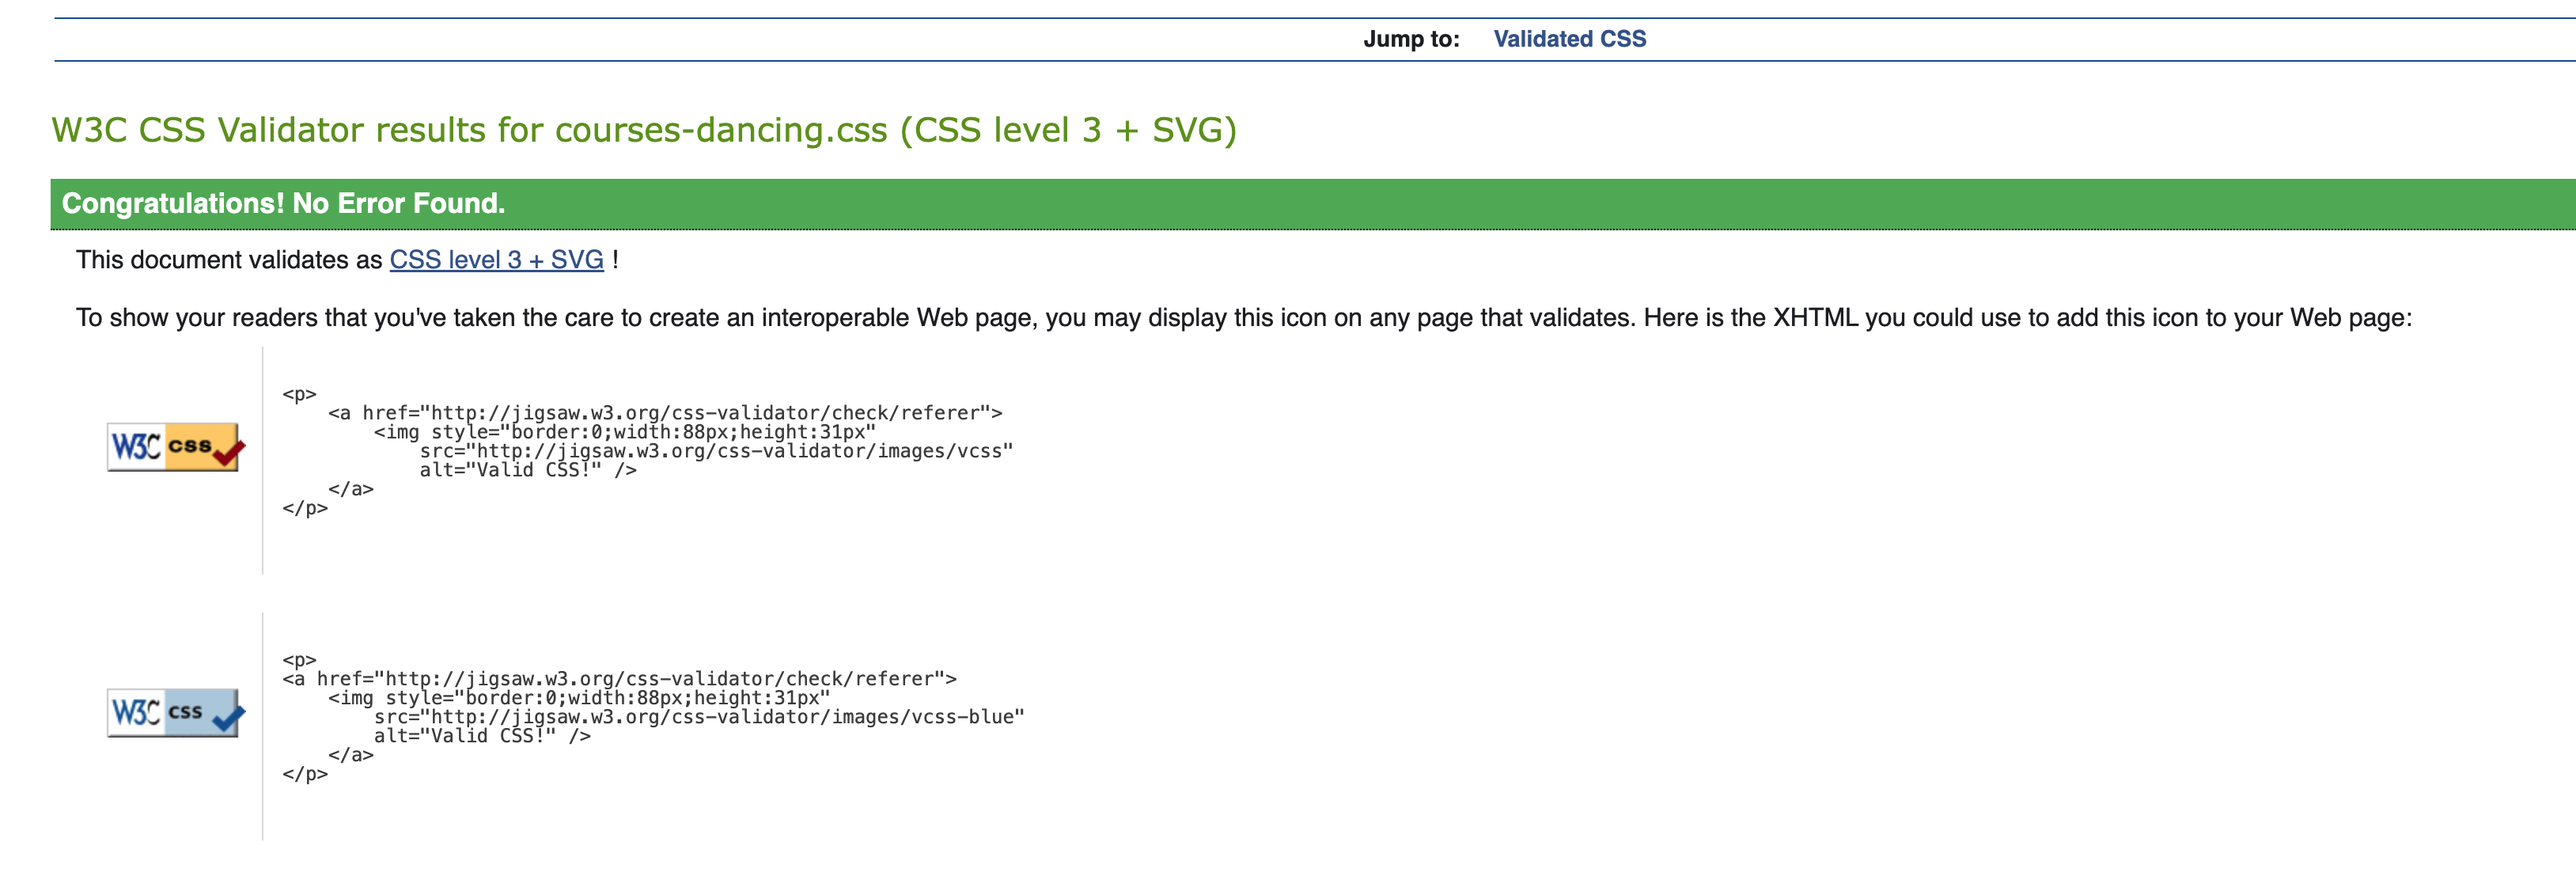 Jump to: Validated CSS
W3C CSS Validator results for courses-dancing.css (CSS level 3 + SVG)
Congratulations! No Error Found.
This document validates as CSS level 3 + SVG !
To show your readers that you've taken the care to create an interoperable Web page, you may display this icon on any page that validates. Here is the XHTML you could use to add this icon to your Web page:
W3C css
<p>
    <a href="http://jigsaw.w3.org/css-validator/check/referer">
        <img style="border:0;width:88px;height:31px"
            src="http://jigsaw.w3.org/css-validator/images/vcss"
            alt="Valid CSS!" />
    </a>
</p>
W3C css
<p>
<a href="http://jigsaw.w3.org/css-validator/check/referer">
    <img style="border:0;width:88px;height:31px"
        src="http://jigsaw.w3.org/css-validator/images/vcss-blue"
        alt="Valid CSS!" />
    </a>
</p>